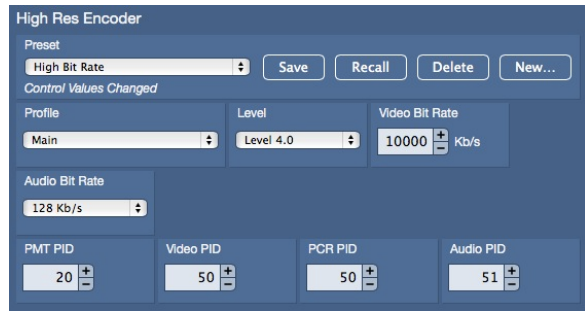 High Res Encoder
Preset
High Bit Rate Save Recall Delete New...
Control Values Changed
Profile Level Video Bit Rate
Main Level 4.0 10000 + - Kb/s
Audio Bit Rate
128 Kb/s
PMT PID Video PID PCR PID Audio PID
20 + - 50 + - 50 + - 51 + -